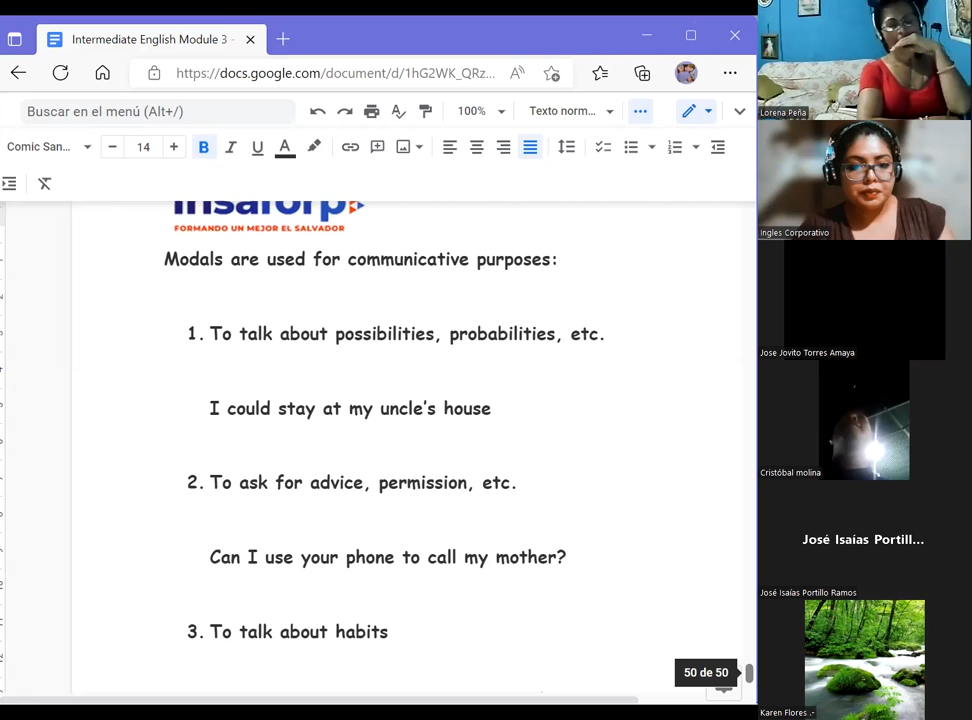 Intermediate English Module 3 -
https://docs.google.com/document/d/1hG2WK_QRz...
Buscar en el menú (Alt+/)
100%
Texto norm...
Comic San...
14
B I U A
insaforp
FORMANDO UN MEJOR EL SALVADOR
Modals are used for communicative purposes:
1. To talk about possibilities, probabilities, etc.
I could stay at my uncle's house
2. To ask for advice, permission, etc.
Can I use your phone to call my mother?
3. To talk about habits
50 de 50
Lorena Peña
Ingles Corporativo
Jose Jovito Torres Amaya
Cristóbal molina
José Isaías Portill...
José Isaías Portillo Ramos
Karen Flores .-